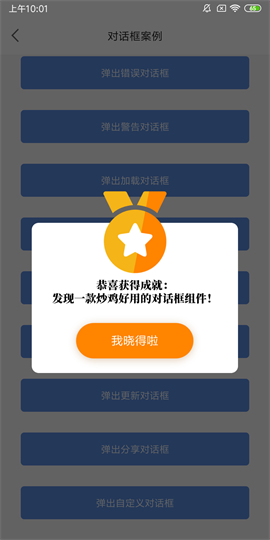 上午10:01
65
对话框案例
弹出错误对话框
弹出警告对话框
弹出加载对话框
恭喜获得成就：
发现一款炒鸡好用的对话框组件！
我晓得啦
弹出更新对话框
弹出分享对话框
弹出自定义对话框